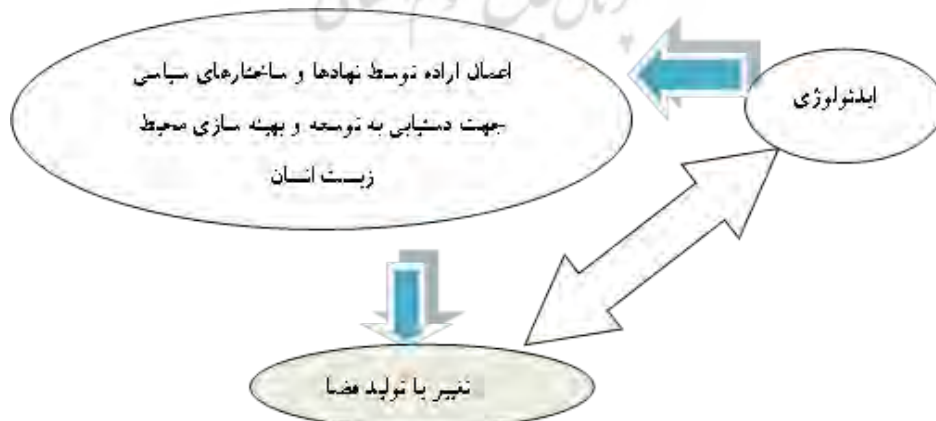 اعمال اراده توسط نهادها و ساختارهای سیاسی
جهت دستیابی به توسعه و بهینه سازی محیط
زیست انسان
ایدئولوژی
تغییر یا تولید فضا